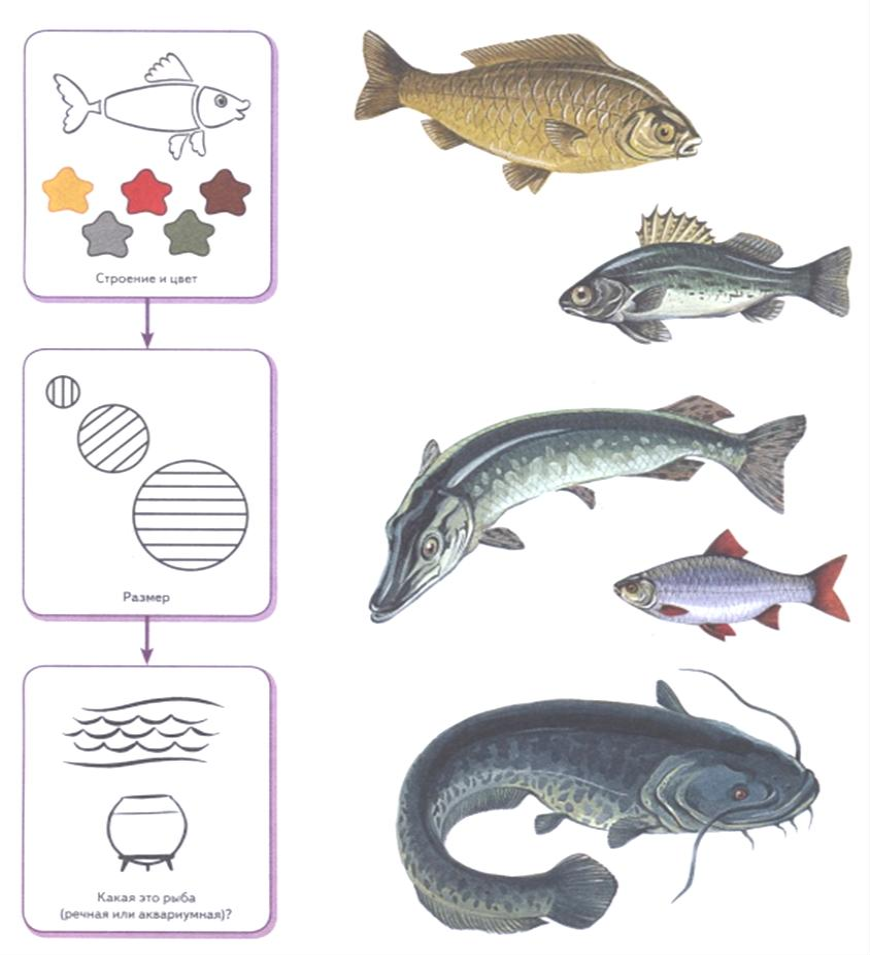 Строение и цвет
Размер
Какая это рыба
(речная или аквариумная)?